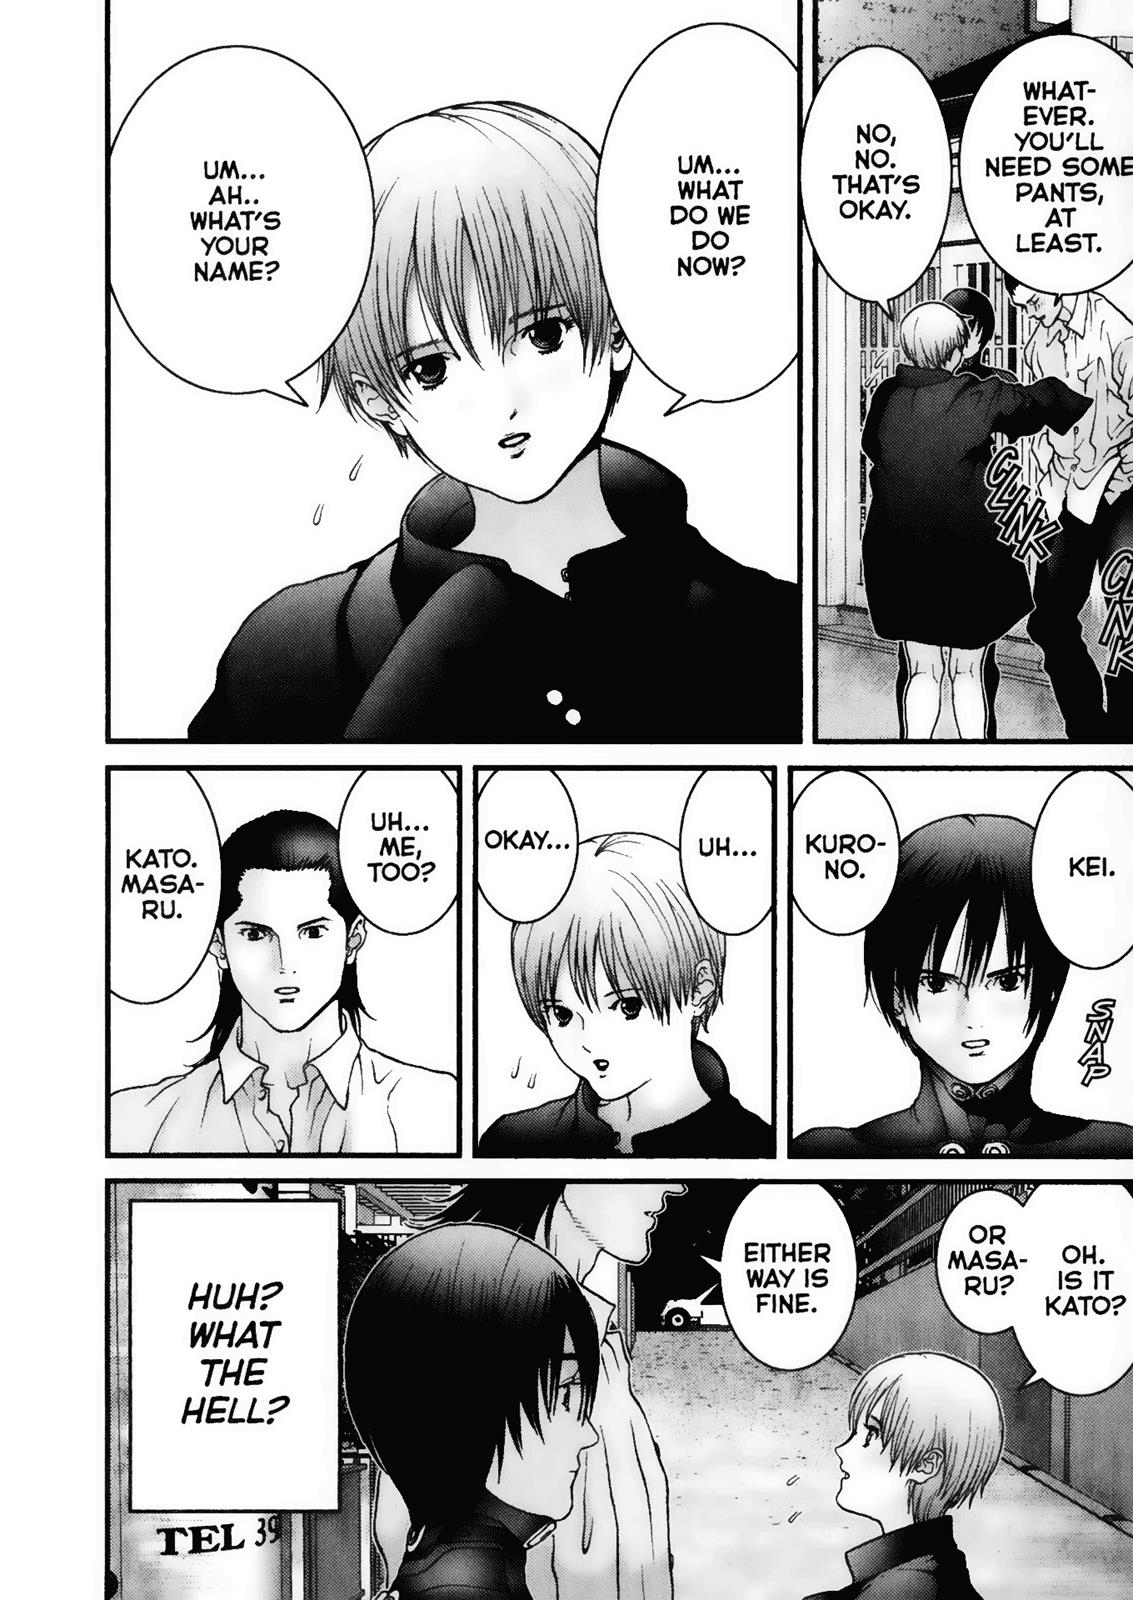 WHAT-
EVER.
YOU'LL
NEED SOME
PANTS,
AT
LEAST.
NO,
NO.
THAT'S
OKAY.
CLINK
CLINK
UM...
WHAT
DO WE
DO
NOW?
UM...
AH..
WHAT'S
YOUR
NAME?
KEI.
KURO-
NO.
SNAP
UH...
OKAY...
UH...
ME,
TOO?
KATO.
MASA-
RU.
OH.
IS IT
KATO?
OR
MASA-
RU?
EITHER
WAY IS
FINE.
HUH?
WHAT
THE
HELL?
TEL 39